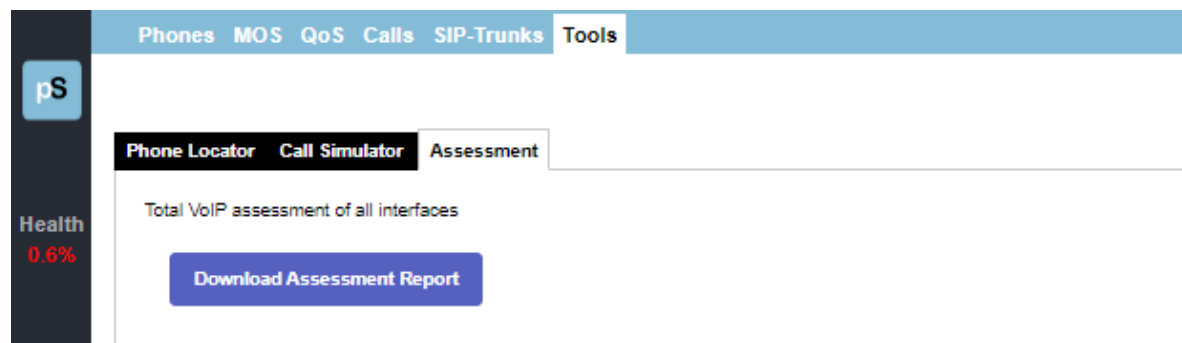 Phones MOS QoS Calls SIP-Trunks Tools
pS
Phone Locator Call Simulator Assessment
Total VoIP assessment of all interfaces
Health
0.6%
Download Assessment Report